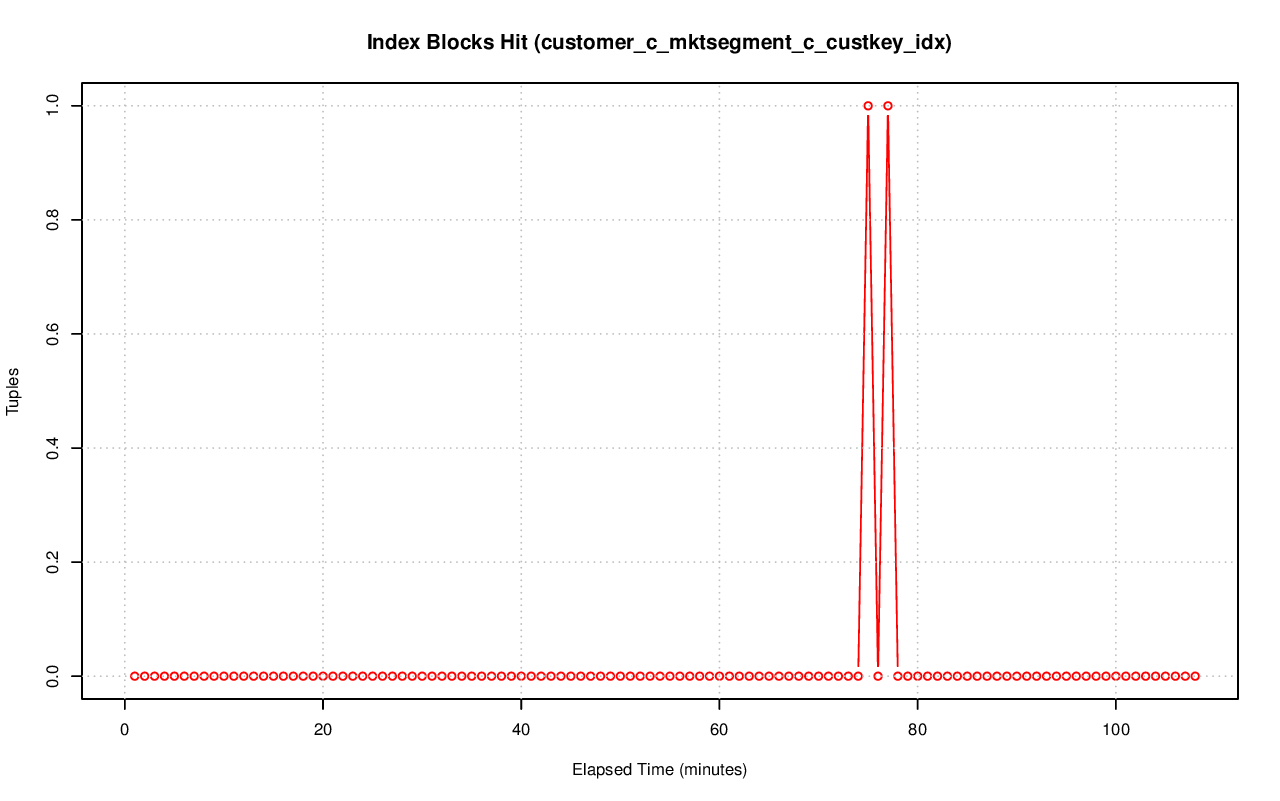 Index Blocks Hit (customer_c_mktsegment_c_custkey_idx)
1.0
0.8
0.6
0.4
0.2
0.0
Tuples
0 20 40 60 80 100
Elapsed Time (minutes)